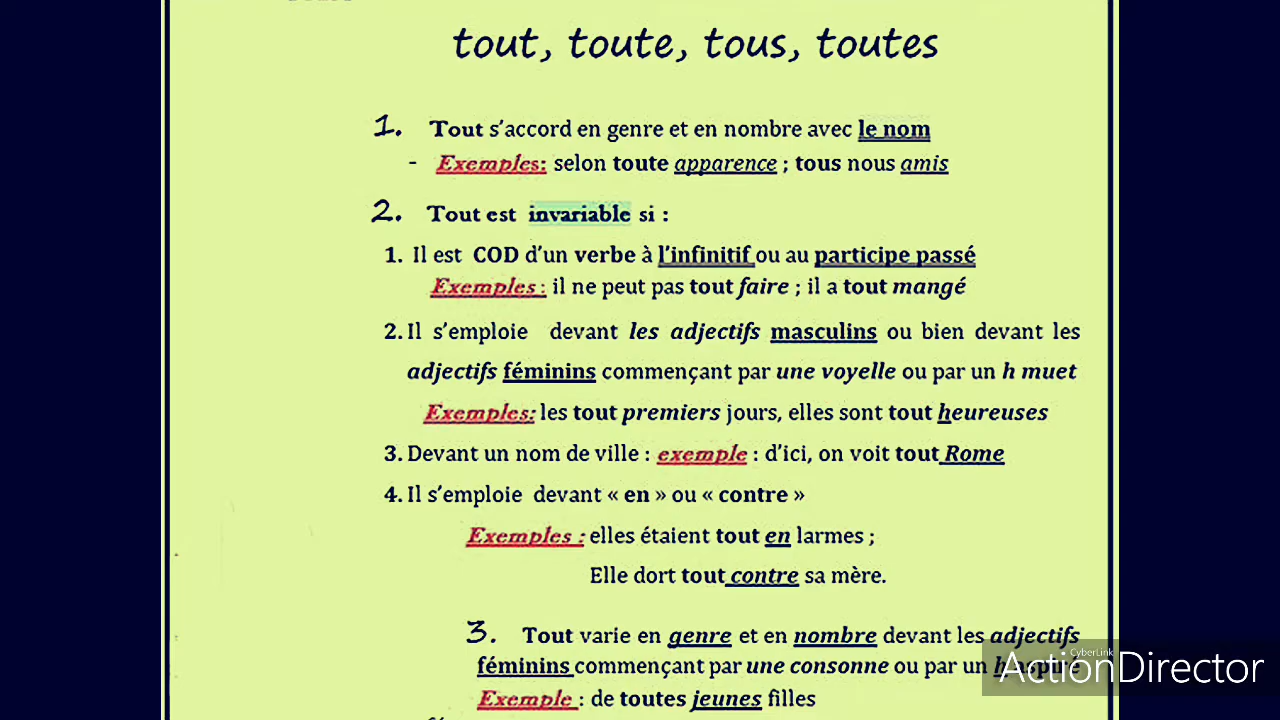 tout, toute, tous, toutes
1. Tout s'accord en genre et en nombre avec le nom
- Exemples: selon toute apparence ; tous nous amis
2. Tout est invariable si :
1. Il est COD d'un verbe à l'infinitif ou au participe passé
Exemples : il ne peut pas tout faire ; il a tout mangé
2. Il s'emploie devant les adjectifs masculins ou bien devant les
adjectifs féminins commençant par une voyelle ou par un h muet
Exemples: les tout premiers jours, elles sont tout heureuses
3. Devant un nom de ville : exemple : d'ici, on voit tout Rome
4. Il s'emploie devant « en » ou « contre »
Exemples : elles étaient tout en larmes ;
Elle dort tout contre sa mère.
3. Tout varie en genre et en nombre devant les adjectifs
féminins commençant par une consonne ou par un h aspiré
Exemple : de toutes jeunes filles
CyberLink
ActionDirector